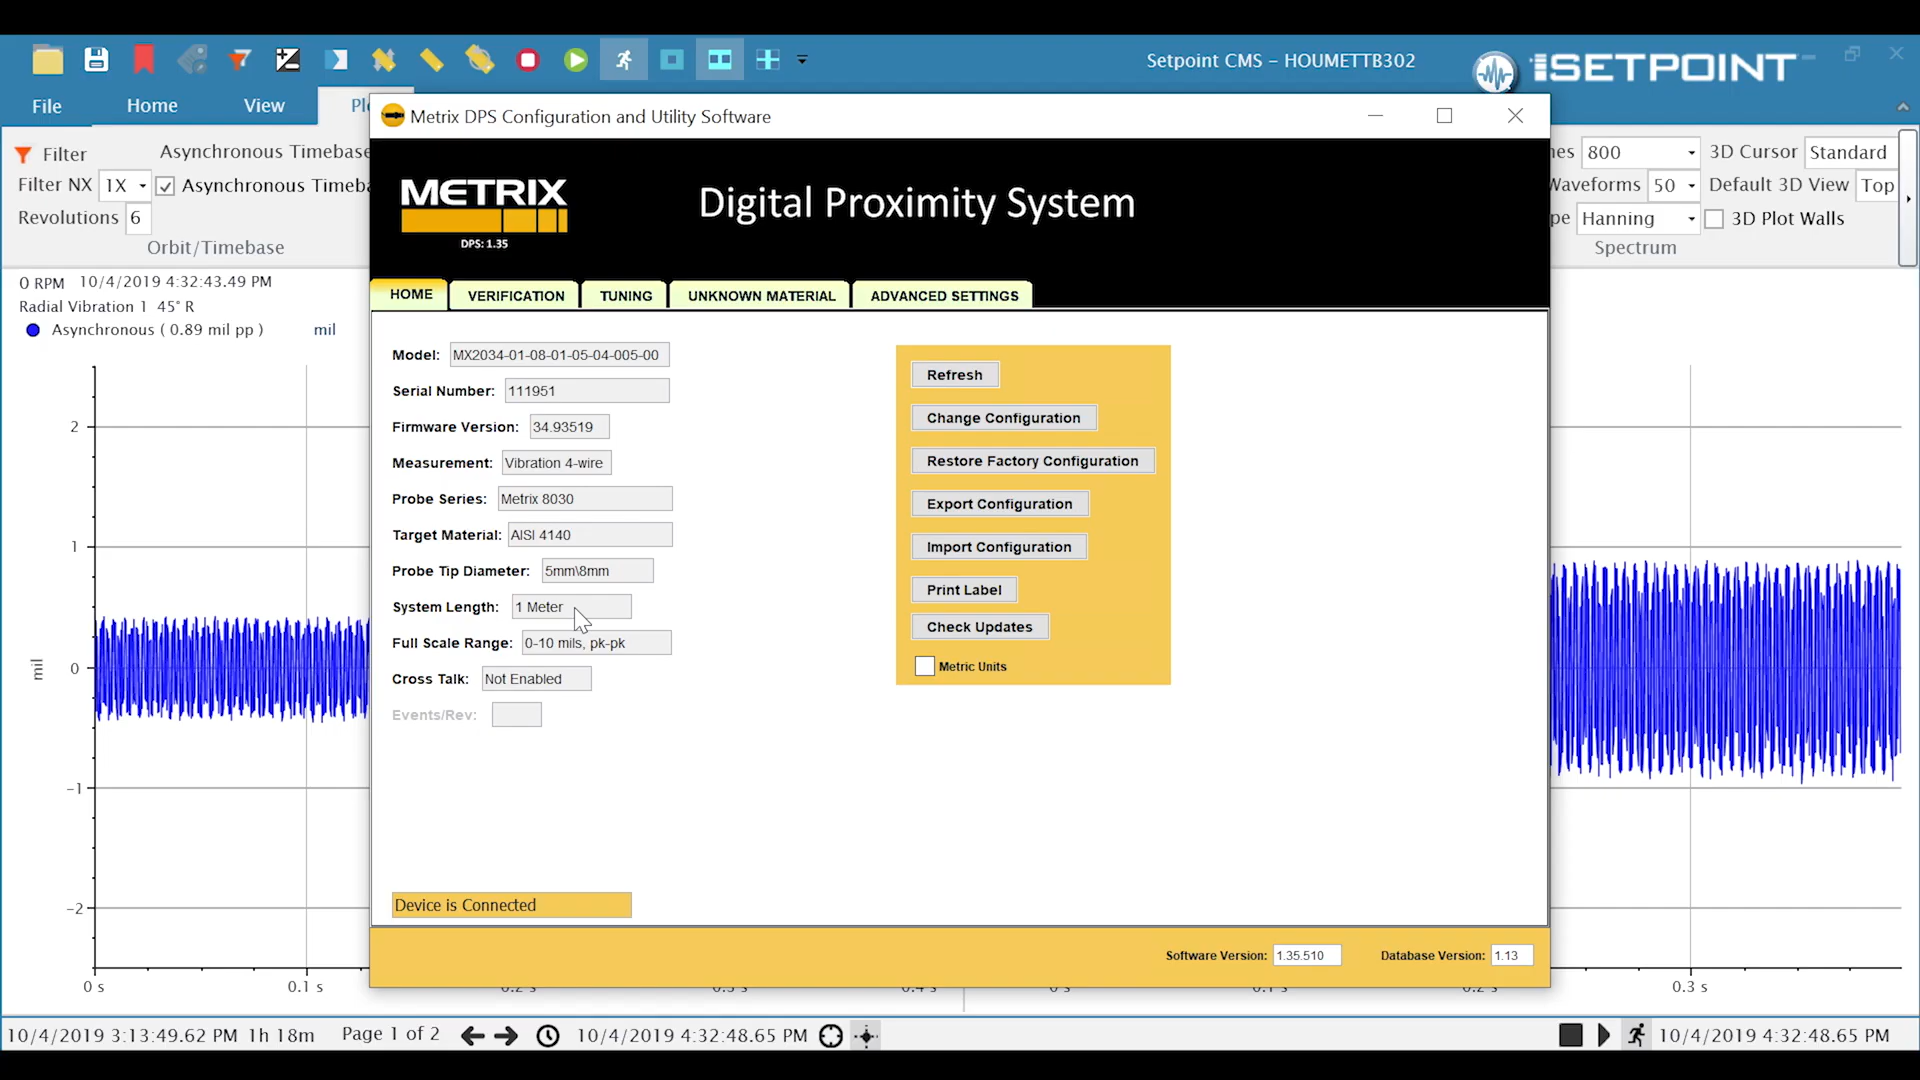 Setpoint CMS – HOUMETTB302
SETPOINT
File
Home
View
Metrix DPS Configuration and Utility Software
Filter
Asynchronous Timebase
Filter NX 1X
Asynchronous Timeba
Revolutions 6
Orbit/Timebase
800
3D Cursor Standard
Waveforms 50
Default 3D View Top
Hanning
3D Plot Walls
Spectrum
METRIX
DPS: 1.35
Digital Proximity System
HOME
VERIFICATION
TUNING
UNKNOWN MATERIAL
ADVANCED SETTINGS
0 RPM 10/4/2019 4:32:43.49 PM
Radial Vibration 1 45° R
Asynchronous ( 0.89 mil pp ) mil
2
1
0
-1
-2
mil
0 s
0.1 s
Model: MX2034-01-08-01-05-04-005-00
Serial Number: 111951
Firmware Version: 34.93519
Measurement: Vibration 4-wire
Probe Series: Metrix 8030
Target Material: AISI 4140
Probe Tip Diameter: 5mm\8mm
System Length: 1 Meter
Full Scale Range: 0-10 mils, pk-pk
Cross Talk: Not Enabled
Events/Rev:
Refresh
Change Configuration
Restore Factory Configuration
Export Configuration
Import Configuration
Print Label
Check Updates
Metric Units
Device is Connected
Software Version: 1.35.510
Database Version: 1.13
0.3 s
10/4/2019 3:13:49.62 PM 1h 18m
Page 1 of 2
10/4/2019 4:32:48.65 PM
10/4/2019 4:32:48.65 PM